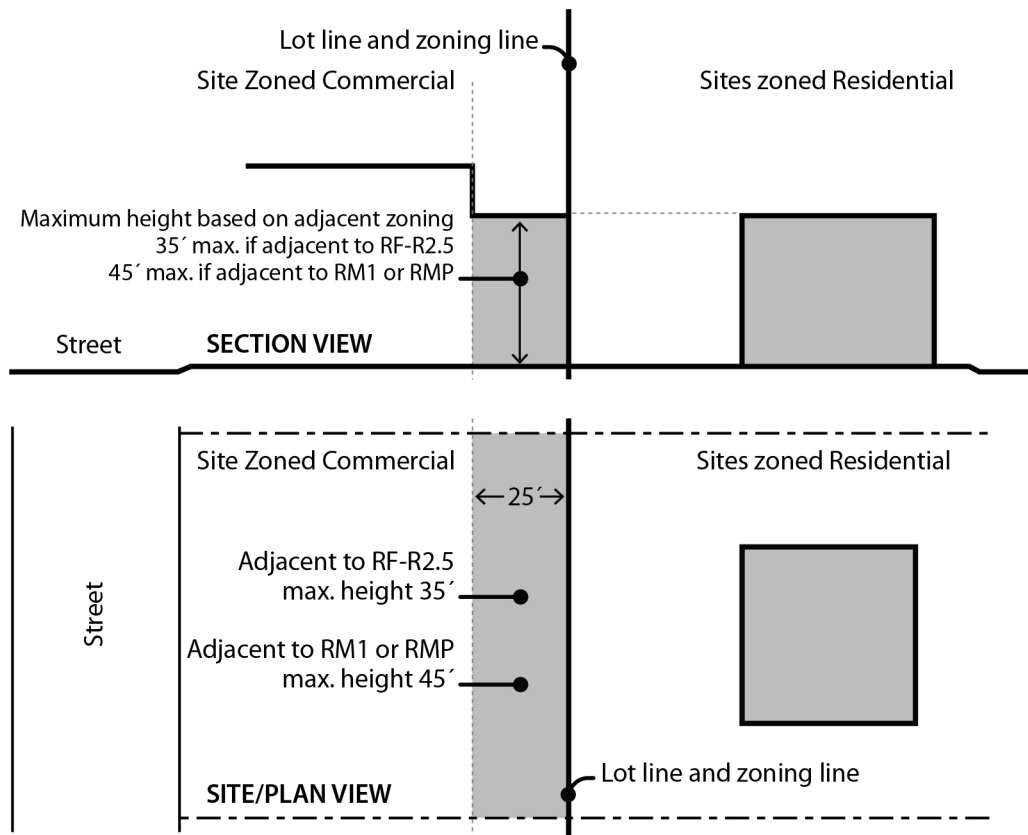 Lot line and zoning line
Site Zoned Commercial
Sites zoned Residential
Maximum height based on adjacent zoning
35´ max. if adjacent to RF-R2.5
45´ max. if adjacent to RM1 or RMP
Street
SECTION VIEW
Site Zoned Commercial
Sites zoned Residential
25´
Adjacent to RF-R2.5
max. height 35´
Street
Adjacent to RM1 or RMP
max. height 45´
Lot line and zoning line
SITE/PLAN VIEW